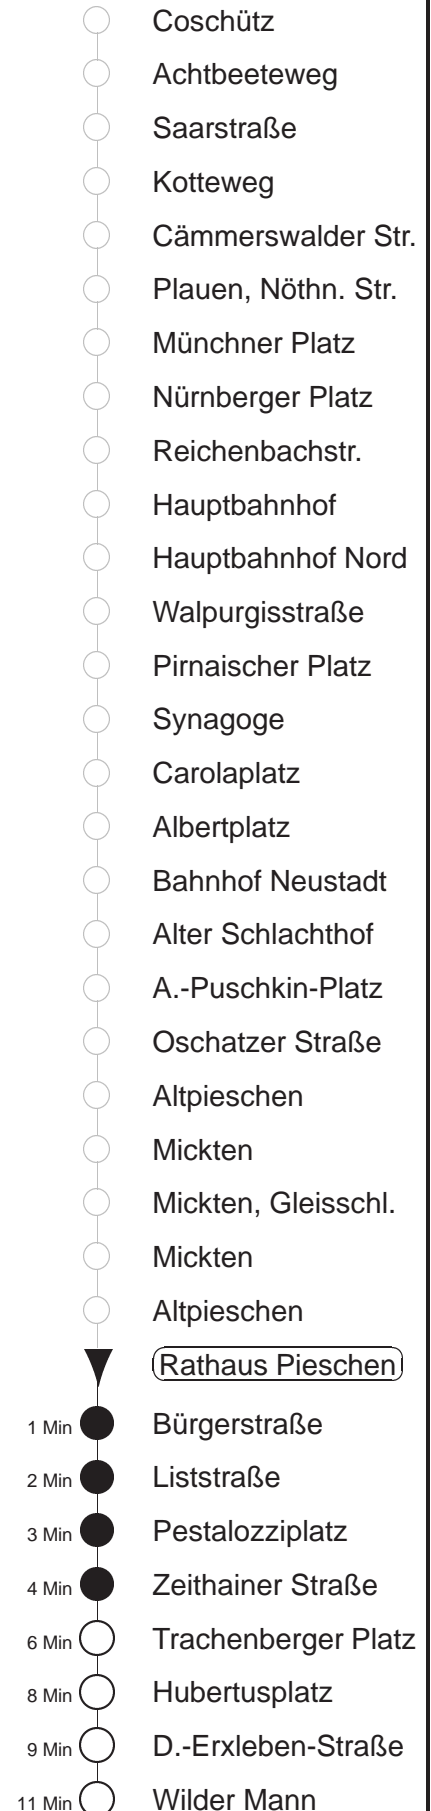 Coschütz
Achtbeeteweg
Saarstraße
Kotteweg
Cämmerswalder Str.
Plauen, Nöthn. Str.
Münchner Platz
Nürnberger Platz
Reichenbachstr.
Hauptbahnhof
Hauptbahnhof Nord
Walpurgisstraße
Pirnaischer Platz
Synagoge
Carolaplatz
Albertplatz
Bahnhof Neustadt
Alter Schlachthof
A.-Puschkin-Platz
Oschatzer Straße
Altpieschen
Mickten
Mickten, Gleisschl.
Mickten
Altpieschen
Rathaus Pieschen
1 Min Bürgerstraße
2 Min Liststraße
3 Min Pestalozziplatz
4 Min Zeithainer Straße
6 Min Trachenberger Platz
8 Min Hubertusplatz
9 Min D.-Erxleben-Straße
11 Min Wilder Mann